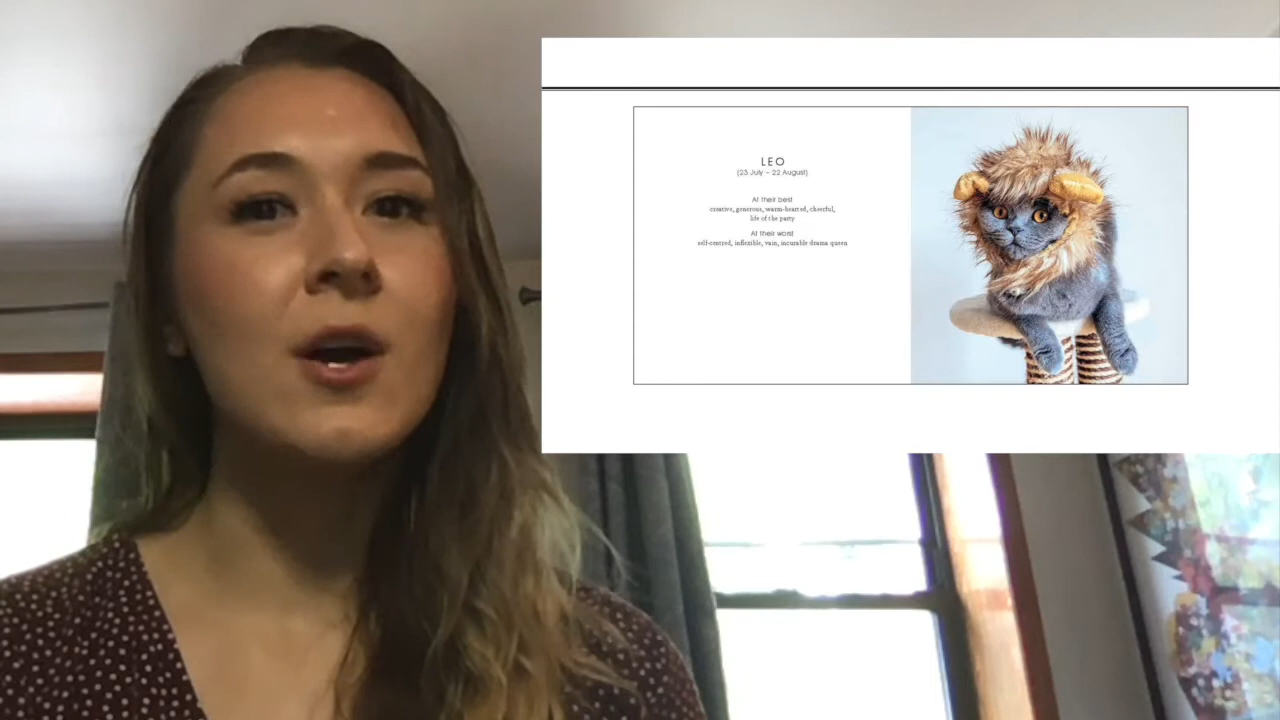 LEO
(23 July – 22 August)
At their best
creative, generous, warm-hearted, cheerful,
life of the party
At their worst
self-centred, inflexible, vain, incurable drama queen